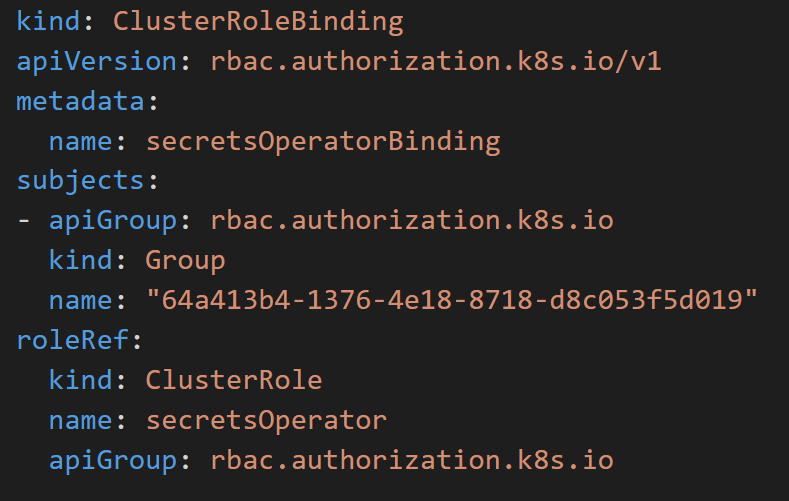 kind: ClusterRoleBinding
apiVersion: rbac.authorization.k8s.io/v1
metadata:
  name: secretsOperatorBinding
subjects:
- apiGroup: rbac.authorization.k8s.io
  kind: Group
  name: "64a413b4-1376-4e18-8718-d8c053f5d019"
roleRef:
  kind: ClusterRole
  name: secretsOperator
  apiGroup: rbac.authorization.k8s.io